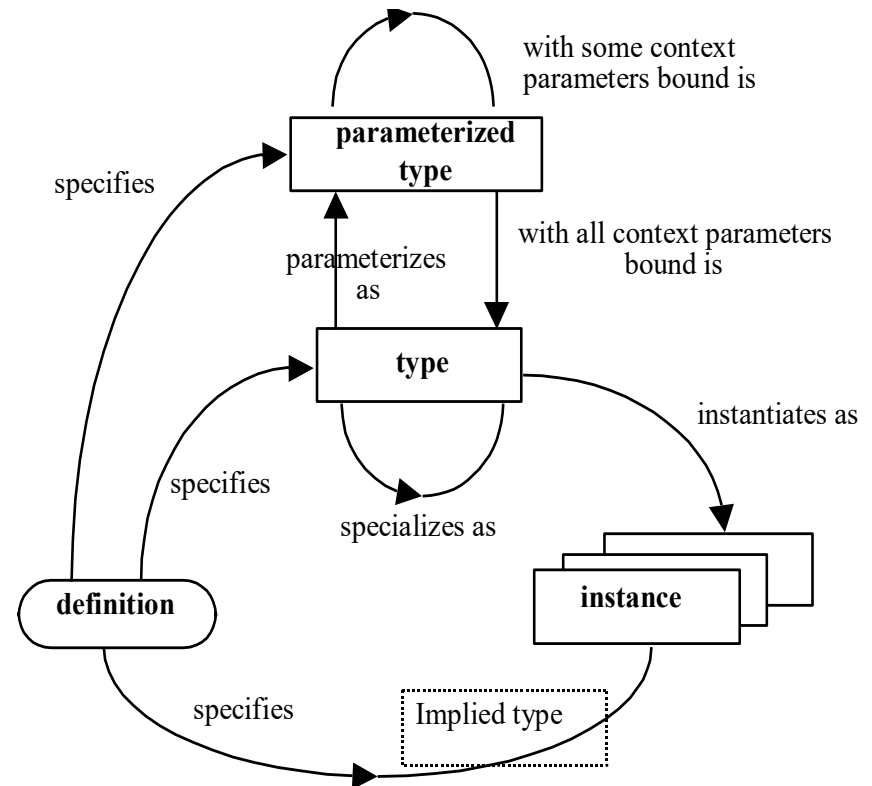 with some context
parameters bound is
parameterized
type
specifies
with all context parameters
bound is
parameterizes
as
type
instantiates as
specifies
specializes as
definition
instance
specifies
Implied type